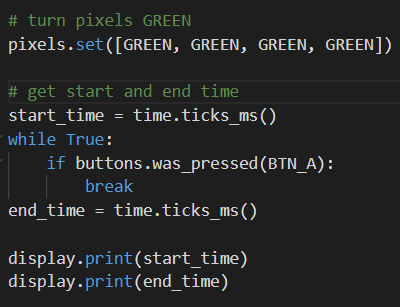 # turn pixels GREEN
pixels.set([GREEN, GREEN, GREEN, GREEN])

# get start and end time
start_time = time.ticks_ms()
while True:
    if buttons.was_pressed(BTN_A):
        break
end_time = time.ticks_ms()

display.print(start_time)
display.print(end_time)